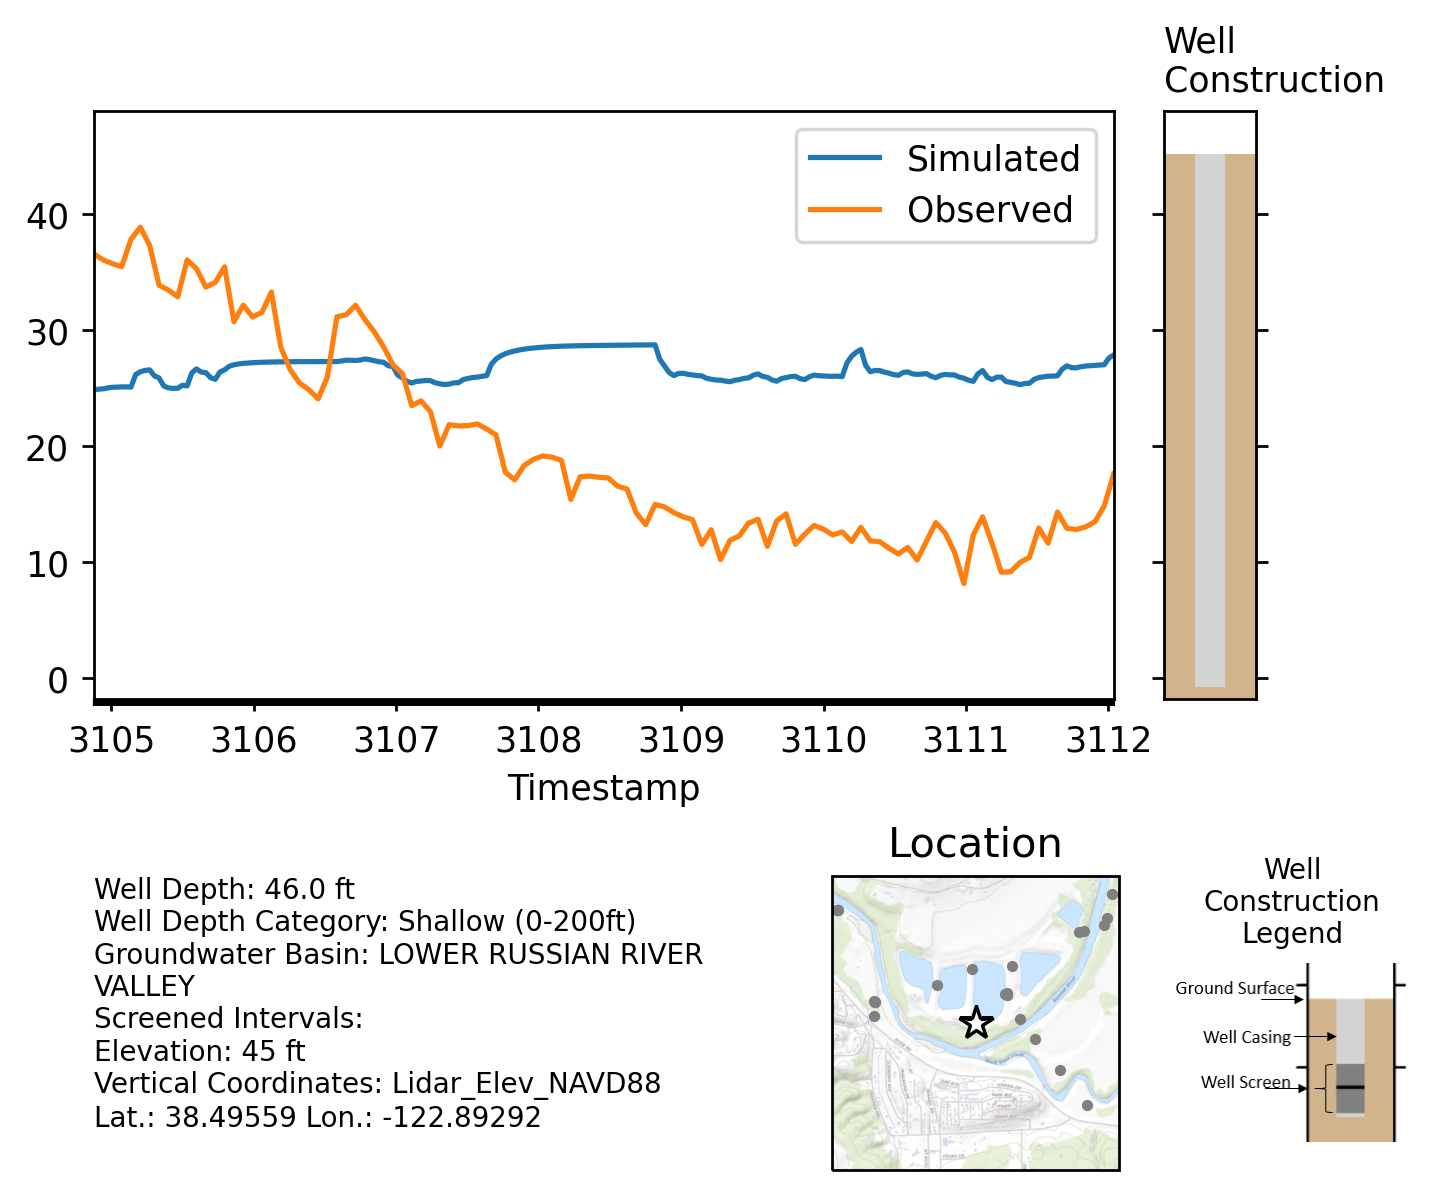 Well
Construction
Simulated
Observed
40
30
20
10
0
3105 3106 3107 3108 3109 3110 3111 3112
Timestamp
Well Depth: 46.0 ft
Well Depth Category: Shallow (0-200ft)
Groundwater Basin: LOWER RUSSIAN RIVER
VALLEY
Screened Intervals:
Elevation: 45 ft
Vertical Coordinates: Lidar_Elev_NAVD88
Lat.: 38.49559 Lon.: -122.89292
Location
Well
Construction
Legend
Ground Surface
Well Casing
Well Screen